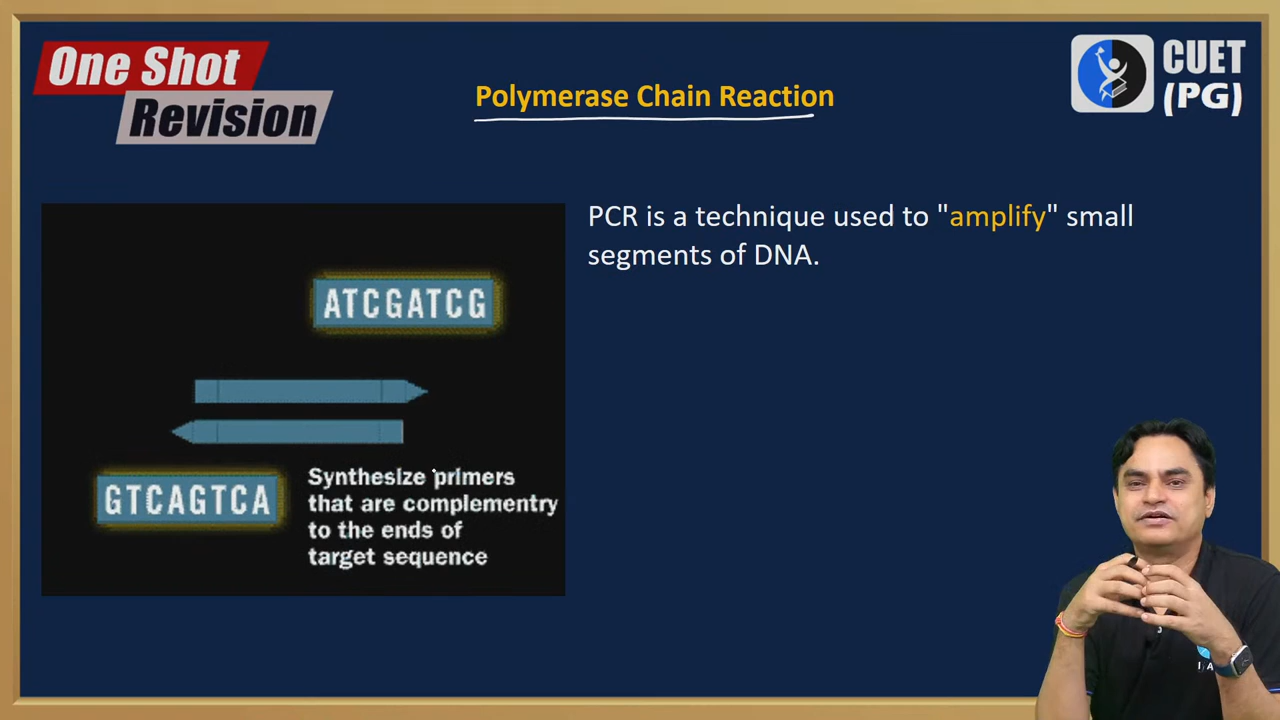 One Shot
Revision
Polymerase Chain Reaction
CUET
(PG)
PCR is a technique used to "amplify" small
segments of DNA.
ATCGATCG
GTCAGTCA
Synthesize primers
that are complementry
to the ends of
target sequence